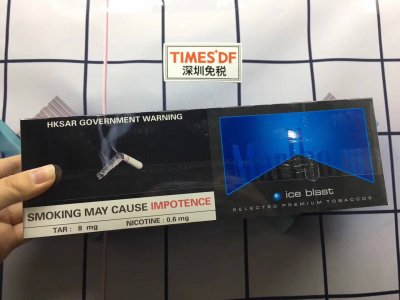 TIMES DF
深圳免税
HKSAR GOVERNMENT WARNING
SMOKING MAY CAUSE IMPOTENCE
TAR : 8 mg NICOTINE : 0.6 mg
Marlboro
ice blast
SELECTED PREMIUM TOBACCOS